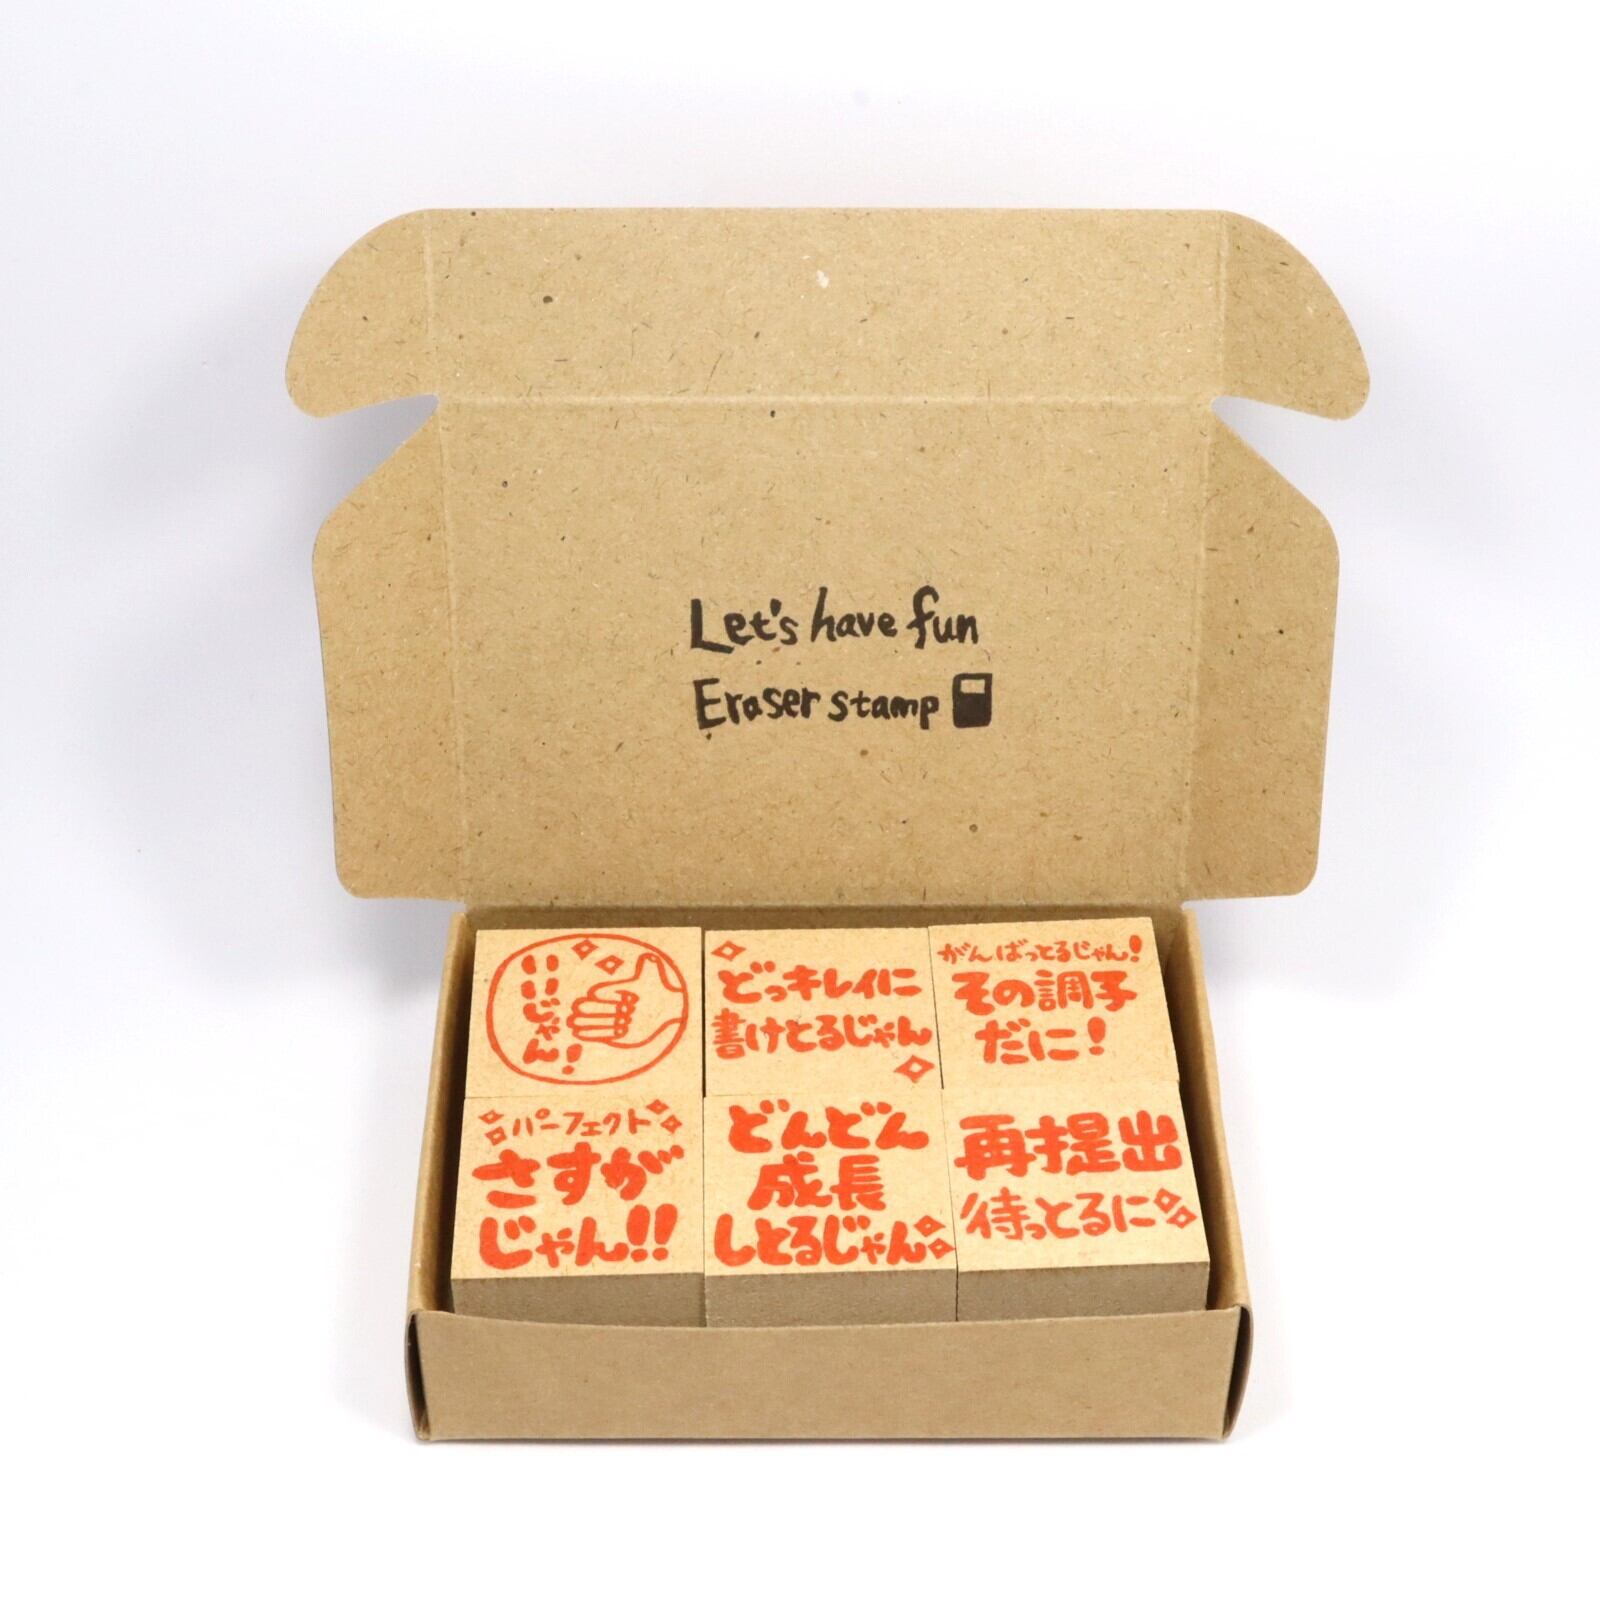 Let's have fun
Eraser stamp
いいじゃん!
どっキレイに
書けとるじゃん
がんばっとるじゃん!
その調子
だに!
パーフェクト
さすが
じゃん!!
どんどん
成長
しとるじゃん
再提出
待っとるに